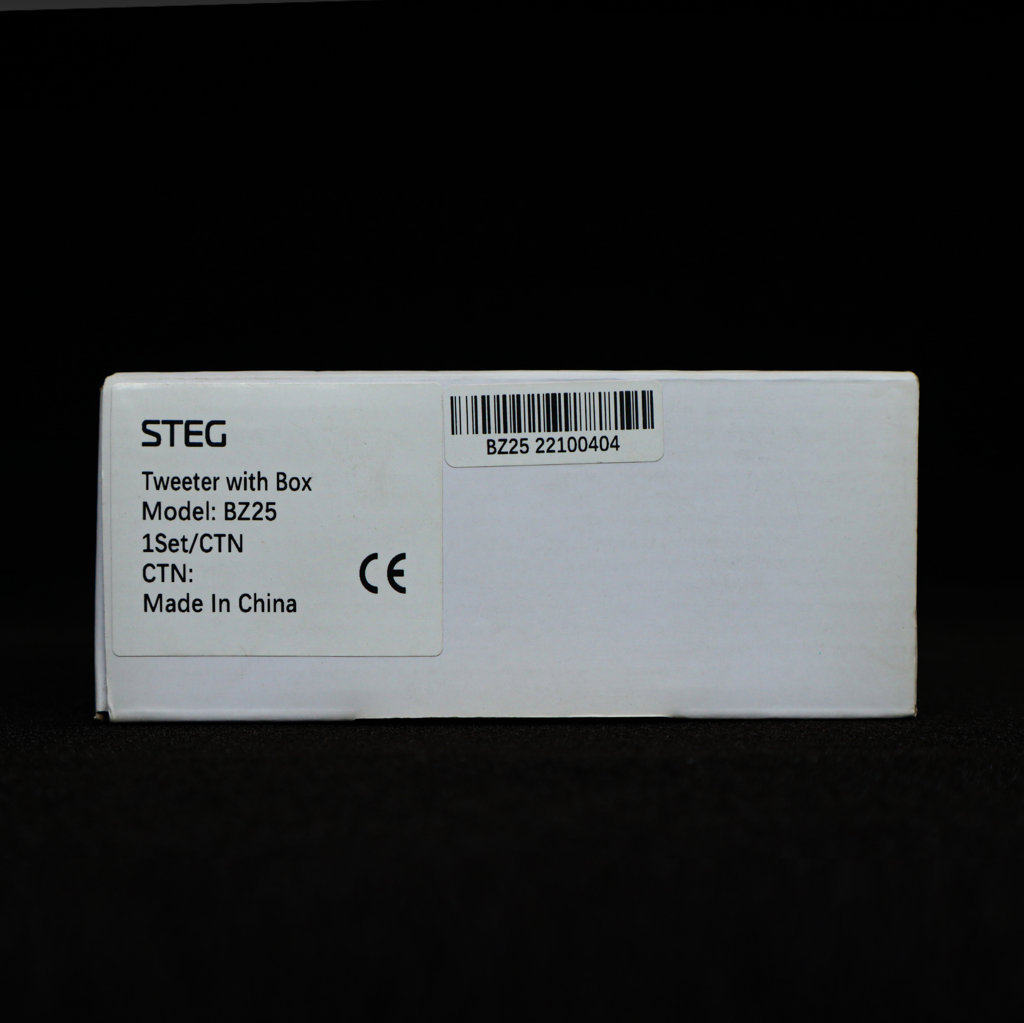 STEG
Tweeter with Box
Model: BZ25
1Set/CTN
CTN:
Made In China
CE
BZ25 22100404